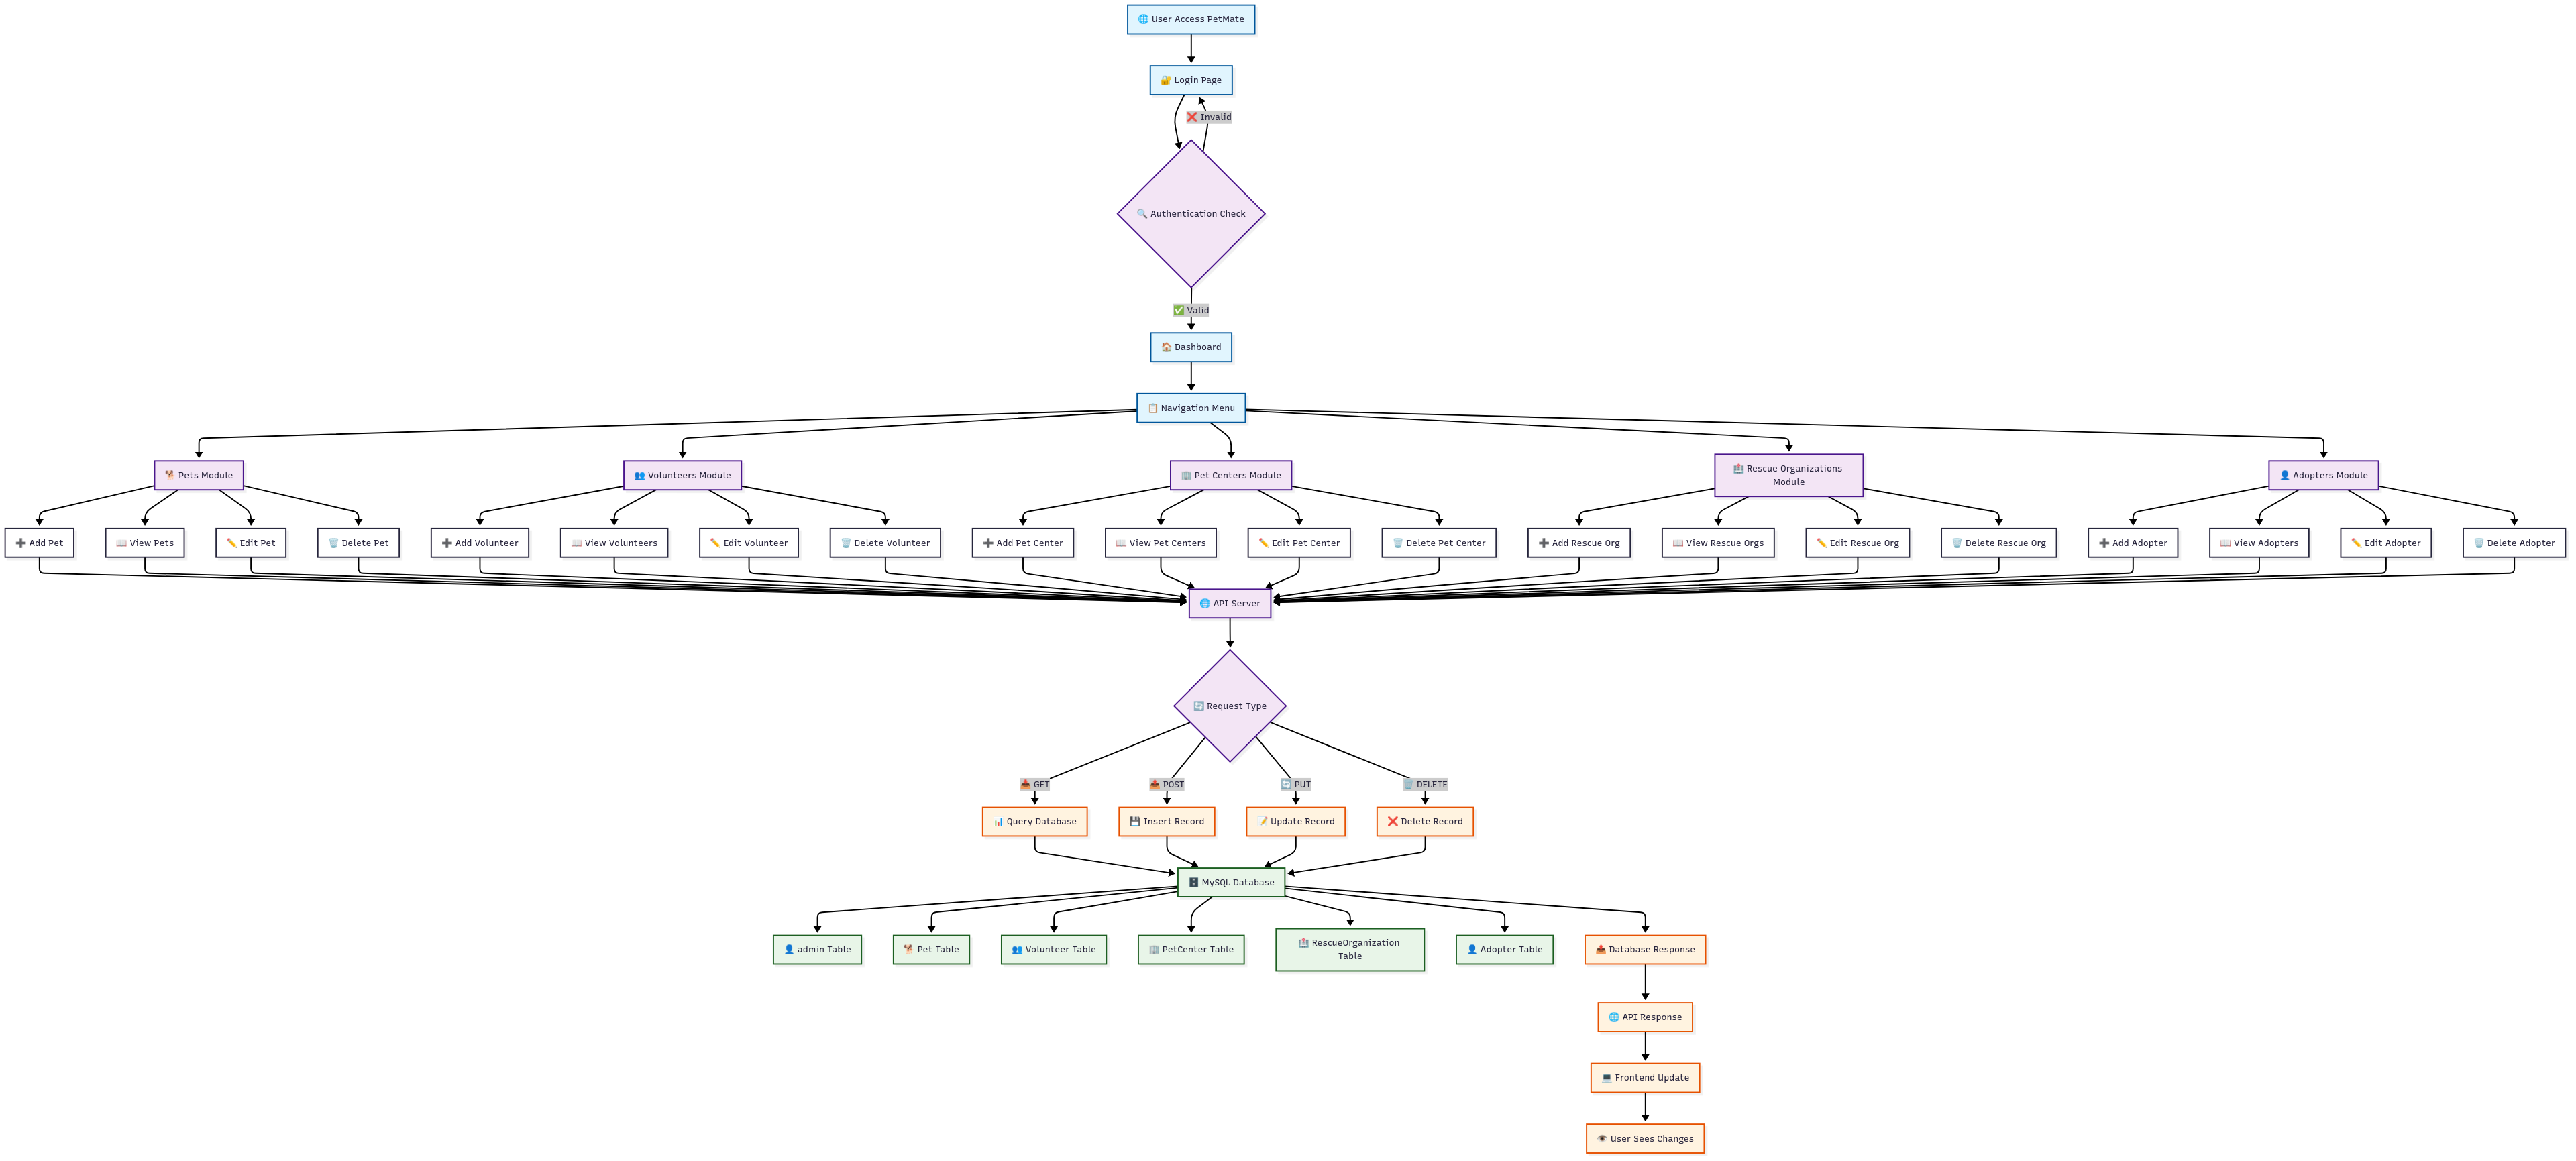 🌐 User Access PetMate
🔐 Login Page
❌ Invalid
🔍 Authentication Check
✅ Valid
🏠 Dashboard
📋 Navigation Menu
🐕 Pets Module
👥 Volunteers Module
🏢 Pet Centers Module
🏥 Rescue Organizations
Module
👤 Adopters Module
➕ Add Pet
📖 View Pets
✏️ Edit Pet
🗑️ Delete Pet
➕ Add Volunteer
📖 View Volunteers
✏️ Edit Volunteer
🗑️ Delete Volunteer
➕ Add Pet Center
📖 View Pet Centers
✏️ Edit Pet Center
🗑️ Delete Pet Center
➕ Add Rescue Org
📖 View Rescue Orgs
✏️ Edit Rescue Org
🗑️ Delete Rescue Org
➕ Add Adopter
📖 View Adopters
✏️ Edit Adopter
🗑️ Delete Adopter
🌐 API Server
🔄 Request Type
📥 GET
📤 POST
🔄 PUT
🗑️ DELETE
📊 Query Database
💾 Insert Record
📝 Update Record
❌ Delete Record
🗄️ MySQL Database
👤 admin Table
🐕 Pet Table
👥 Volunteer Table
🏢 PetCenter Table
🏥 RescueOrganization
Table
👤 Adopter Table
📤 Database Response
🌐 API Response
💻 Frontend Update
👁️ User Sees Changes